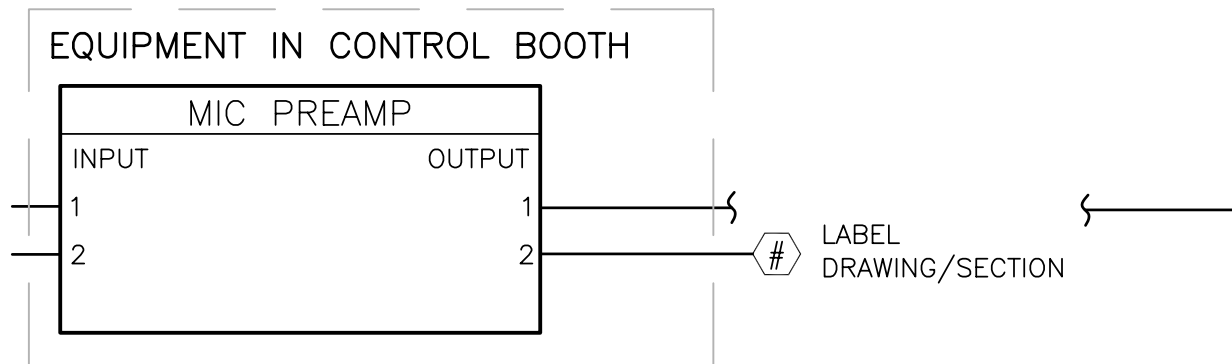 EQUIPMENT IN CONTROL BOOTH
MIC PREAMP
INPUT OUTPUT
1 1
2 2
# LABEL
DRAWING/SECTION